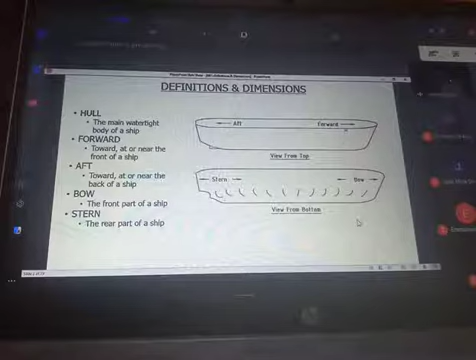 DEFINITIONS & DIMENSIONS
• HULL
• The main watertight
body of a ship
• FORWARD
• Toward, at or near the
front of a ship
• AFT
• Toward, at or near the
back of a ship
• BOW
• The front part of a ship
• STERN
• The rear part of a ship
Aft
Forward
View From Top
Stern
Bow
View From Bottom